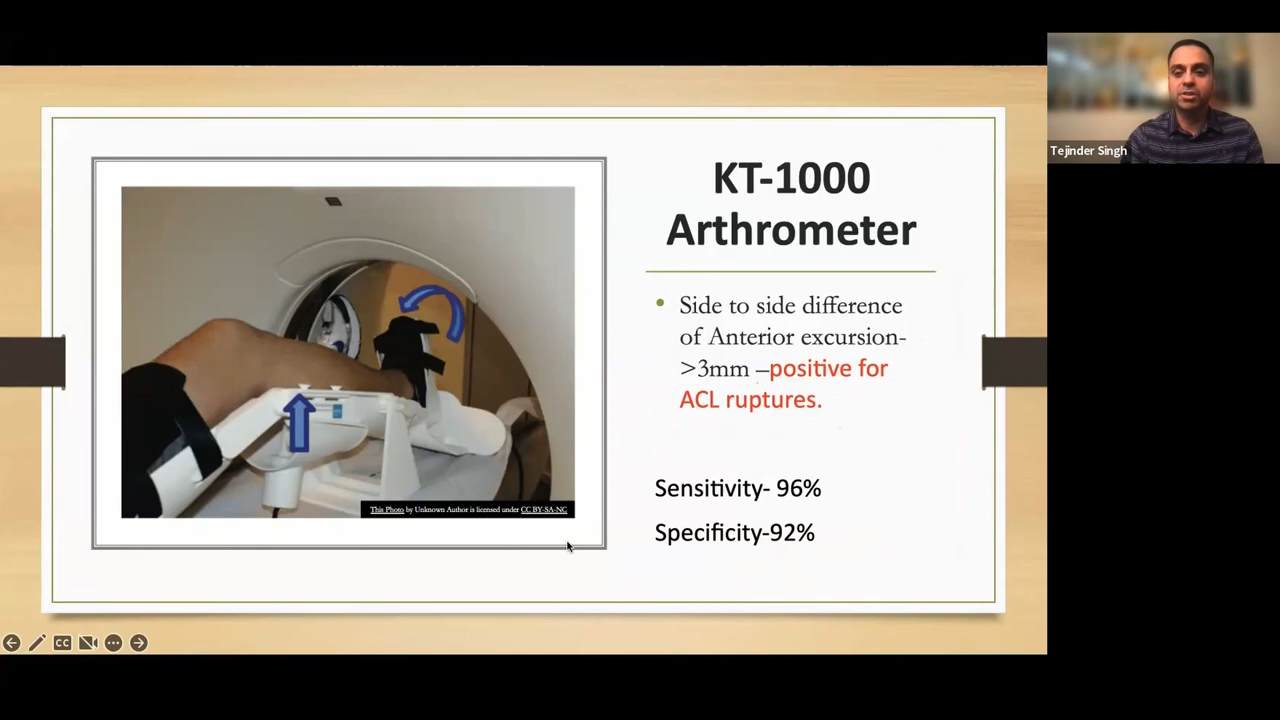 KT-1000
Arthrometer
Side to side difference
of Anterior excursion-
>3mm –positive for
ACL ruptures.
Sensitivity- 96%
Specificity-92%
This Photo by Unknown Author is licensed under CC BY-SA-NC
Tejinder Singh
CC